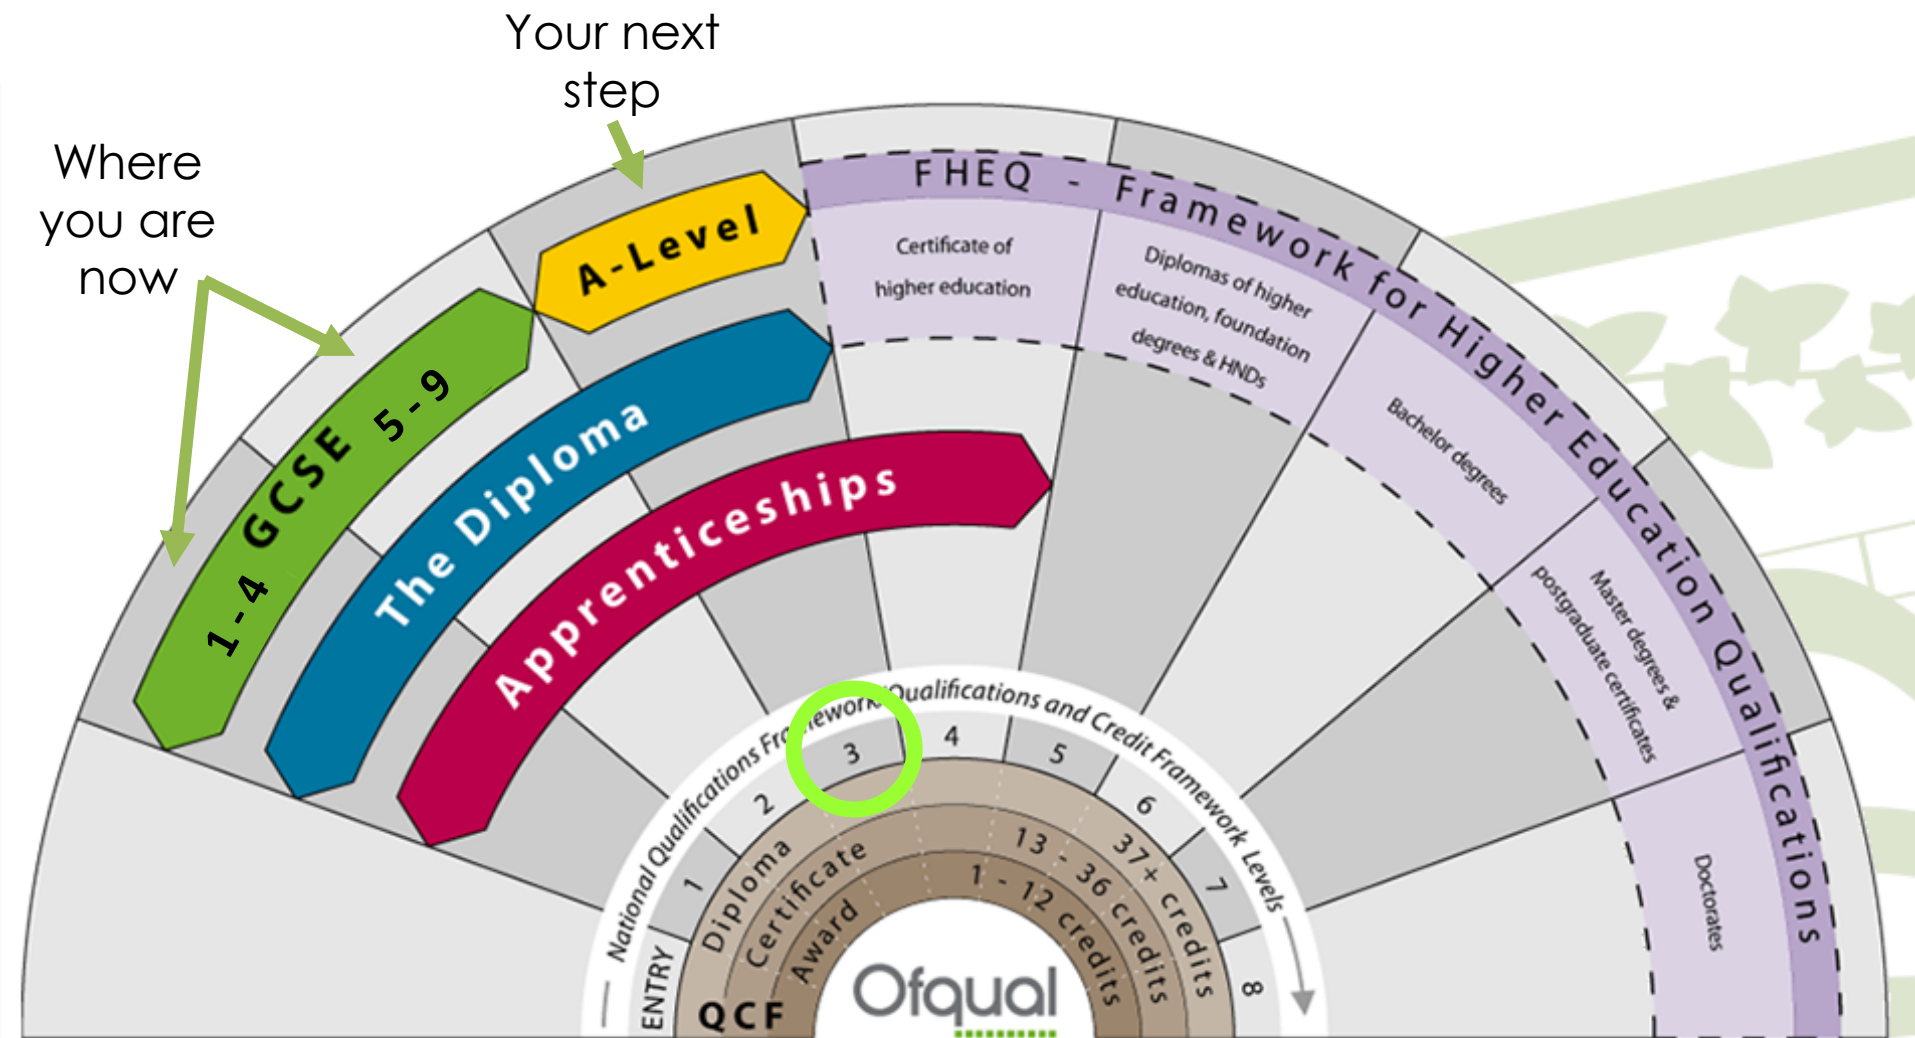 Your next
step
Where
you are
now
A-Level
GCSE
1-4
5-9
The Diploma
Apprenticeships
FHEQ - Framework for Higher Education Qualifications
Certificate of
higher education
Diplomas of higher
education, foundation
degrees & HNDs
Bachelor degrees
Master degrees &
postgraduate certificates
Doctorates
National Qualifications Framework/Qualifications and Credit Framework Levels
ENTRY
1
2
3
4
5
6
7
8
Diploma
37+ credits
Certificate
13 - 36 credits
Award
1 - 12 credits
QCF
Ofqual